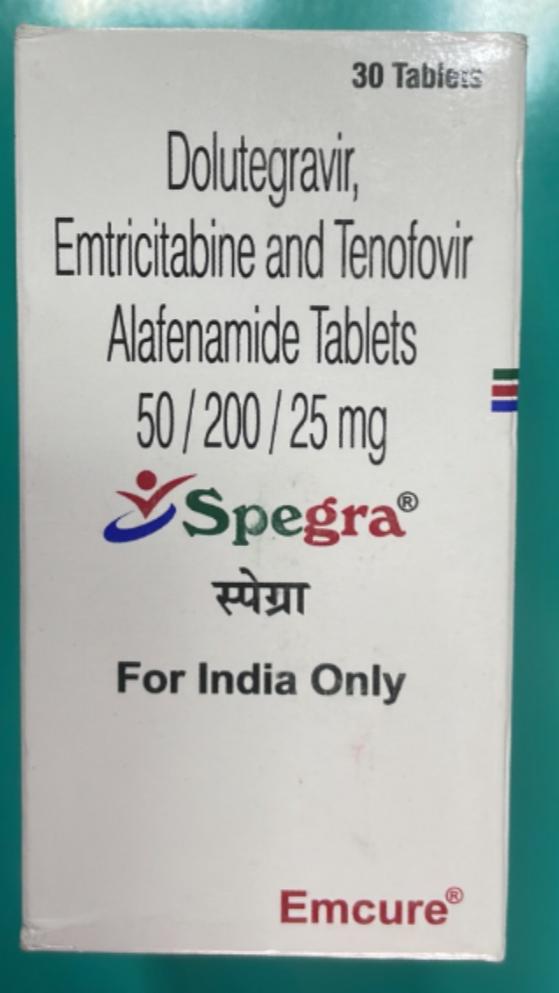 30 Tablets
Dolutegravir,
Emtricitabine and Tenofovir
Alafenamide Tablets
50 / 200 / 25 mg
Spegra®
स्पेग्रा
For India Only
Emcure®